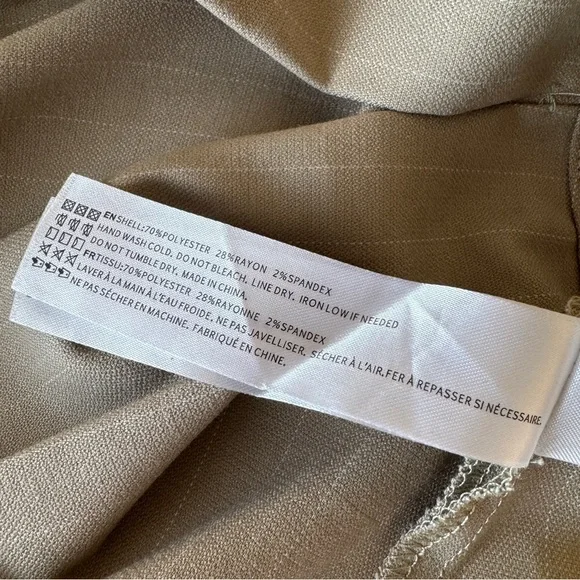 EN SHELL:70%POLYESTER 28%RAYON 2%SPANDEX
HAND WASH COLD. DO NOT BLEACH. LINE DRY. IRON LOW IF NEEDED
DO NOT TUMBLE DRY. MADE IN CHINA.
FR TISSU:70%POLYESTER 28%RAYONNE 2%SPANDEX
LAVER À LA MAIN À L'EAU FROIDE, NE PAS JAVELLISER. SÉCHER À L'AIR.FER À REPASSER SI NÉCESSAIRE.
NE PAS SÉCHER EN MACHINE. FABRIQUÉ EN CHINE.